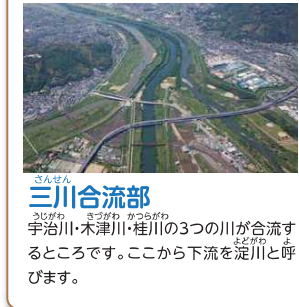 さんせん
三川合流部
うじがわ きづがわ かつらがわ
宇治川・木津川・桂川の3つの川が合流す
よどがわ よ
るところです。ここから下流を淀川と呼
びます。